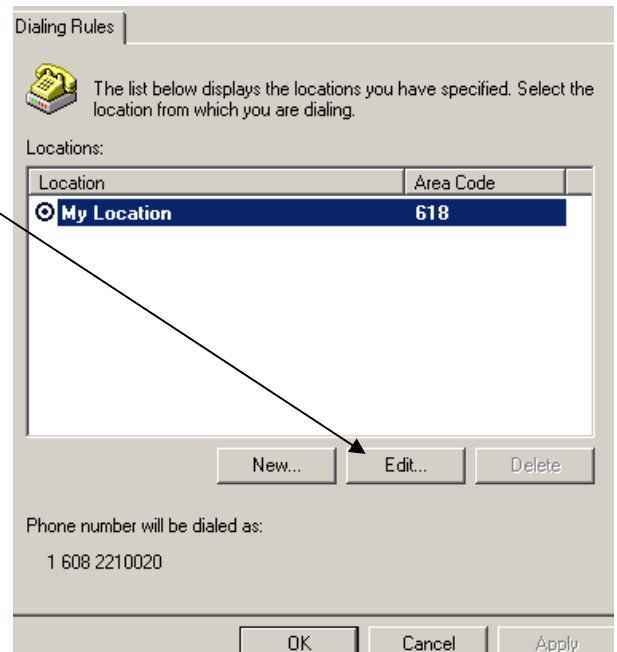 Dialing Rules
The list below displays the locations you have specified. Select the
location from which you are dialing.
Locations:
Location Area Code
My Location 618
New... Edit... Delete
Phone number will be dialed as:
1 608 2210020
OK Cancel Apply